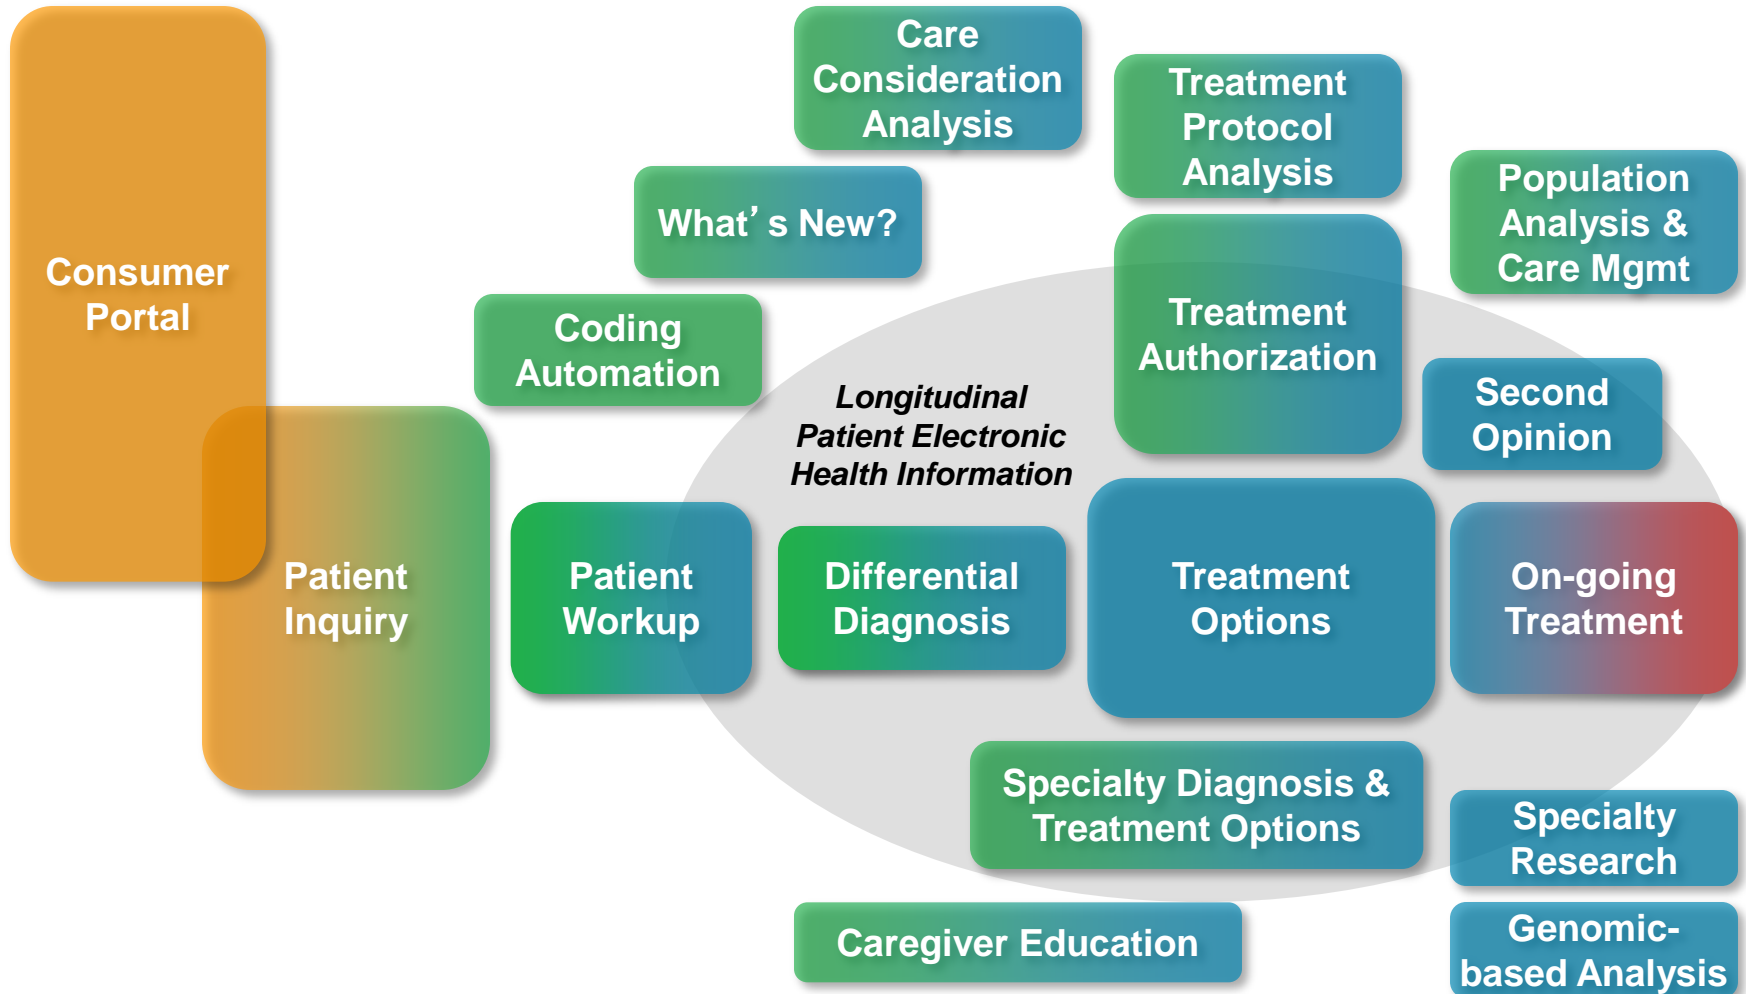 Care
Consideration
Analysis
Treatment
Protocol
Analysis
Population
Analysis &
Care Mgmt
What's New?
Consumer
Portal
Coding
Automation
Treatment
Authorization
Second
Opinion
Longitudinal
Patient Electronic
Health Information
Patient
Inquiry
Patient
Workup
Differential
Diagnosis
Treatment
Options
On-going
Treatment
Specialty Diagnosis &
Treatment Options
Specialty
Research
Caregiver Education
Genomic-
based Analysis